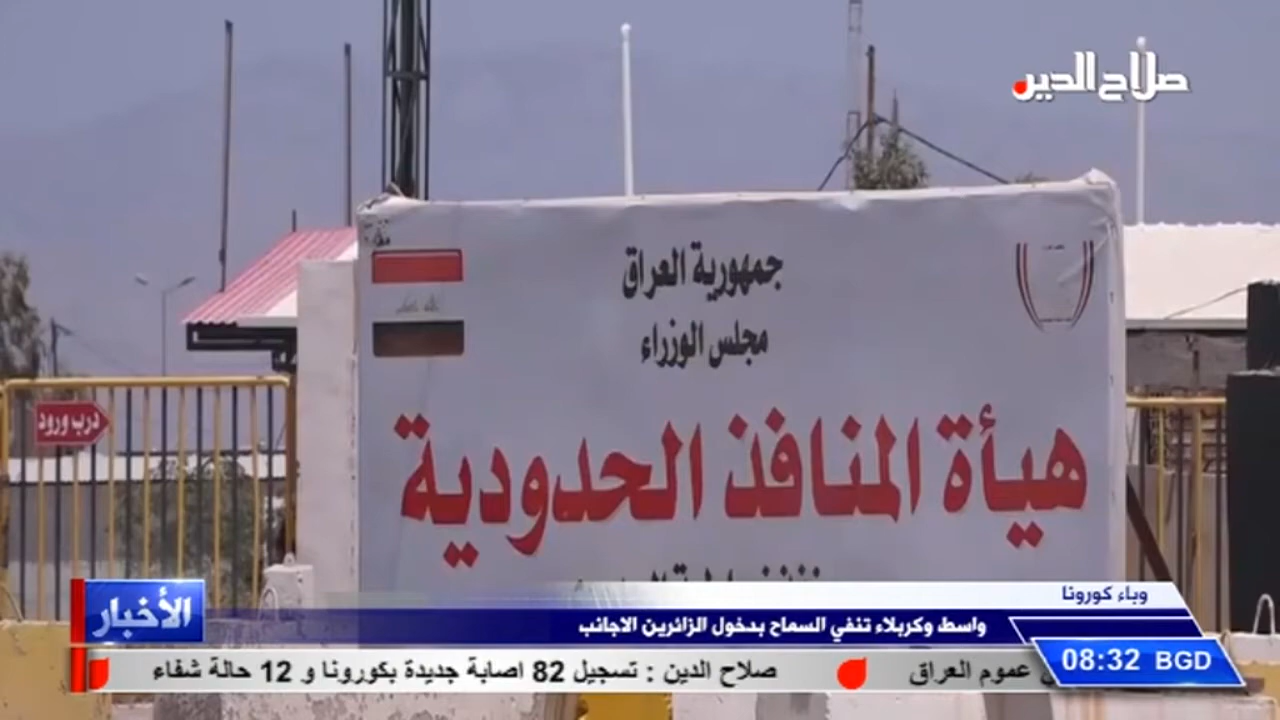 صلاح الدين
جمهورية العراق
مجلس الوزراء
هيأة المنافذ الحدودية
درب ورود
وباء كورونا
الأخبار
واسط وكربلاء تنفي السماح بدخول الزائرين الاجانب
08:32 BGD
عموم العراق
صلاح الدين : تسجيل 82 اصابة جديدة بكورونا و 12 حالة شفاء